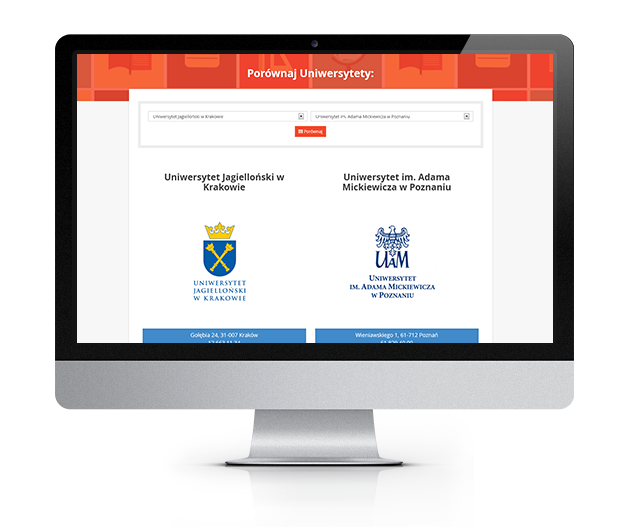 Porównaj Uniwersytety:
Uniwersytet Jagielloński w Krakowie
Uniwersytet im. Adama Mickiewicza w Poznaniu
Porównaj
Uniwersytet Jagielloński w
Krakowie
Uniwersytet im. Adama
Mickiewicza w Poznaniu
UNIWERSYTET
JAGIELLOŃSKI
W KRAKOWIE
UAM
UNIWERSYTET
IM. ADAMA MICKIEWICZA
W POZNANIU
Gołębia 24, 31-007 Kraków
Wieniawskiego 1, 61-712 Poznań